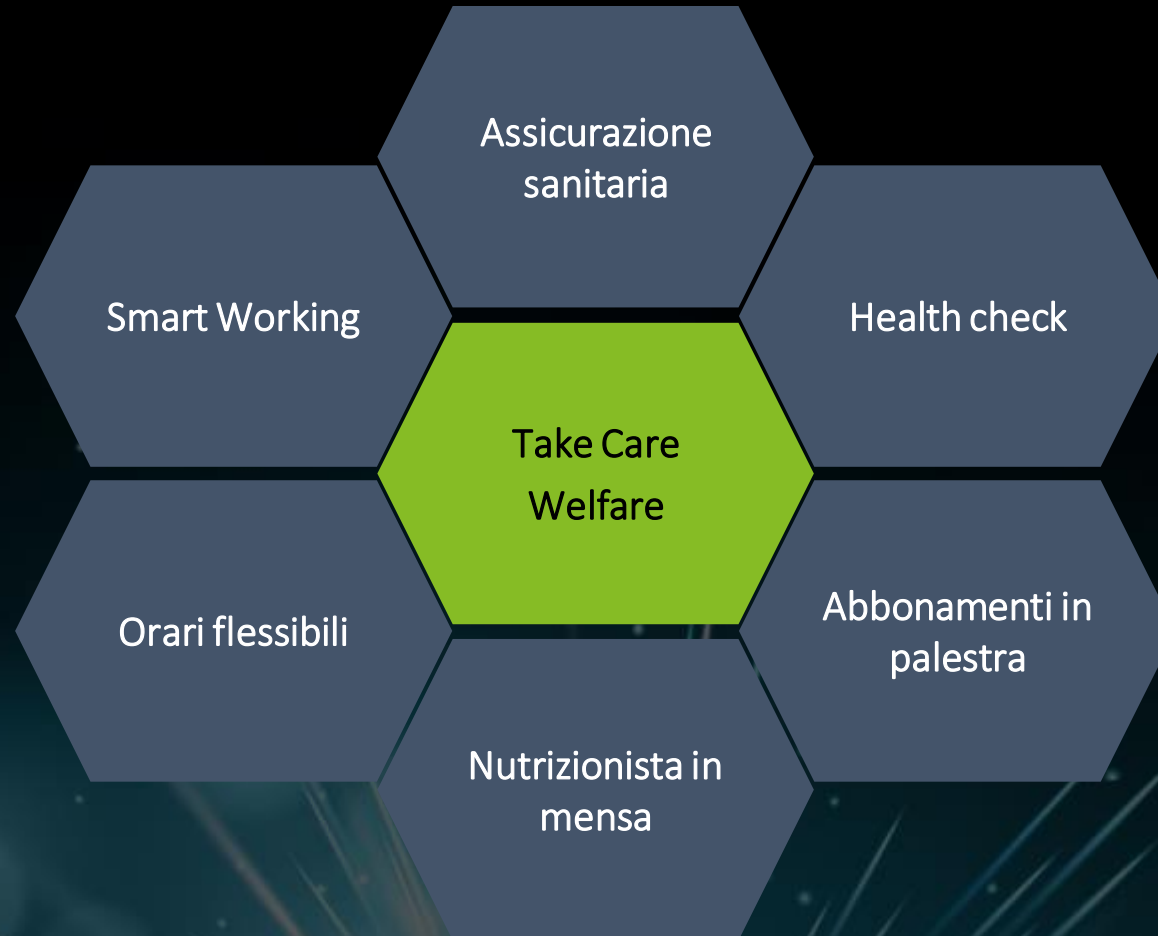 Assicurazione
sanitaria
Smart Working
Health check
Take Care
Welfare
Orari flessibili
Abbonamenti in
palestra
Nutrizionista in
mensa